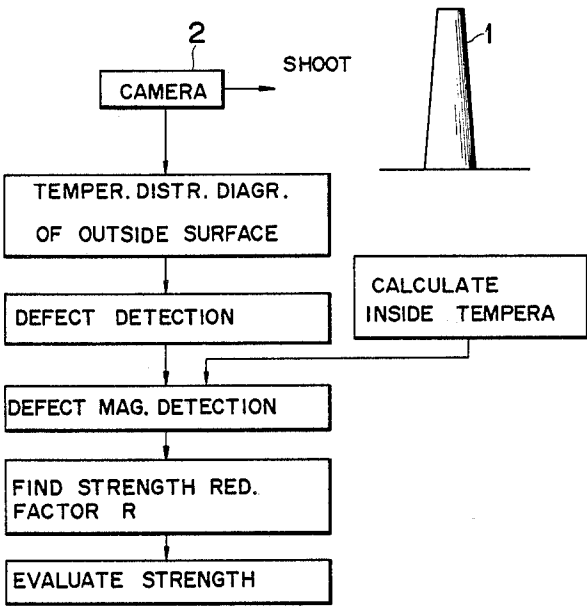 2
1
SHOOT
CAMERA
TEMPER. DISTR. DIAGR.
OF OUTSIDE SURFACE
CALCULATE
INSIDE TEMPERA
DEFECT DETECTION
DEFECT MAG. DETECTION
FIND STRENGTH RED.
FACTOR R
EVALUATE STRENGTH